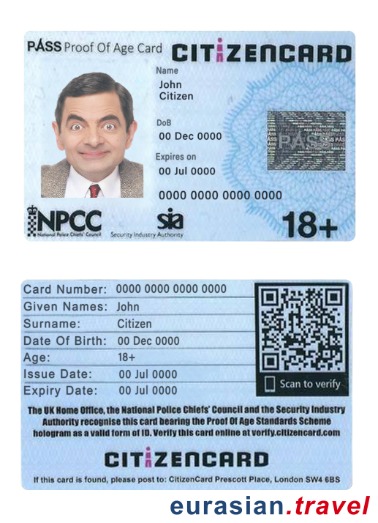 PASS Proof Of Age Card CITiZENCARD
Name
John
Citizen
DoB
00 Dec 0000
PASS
Expires on
00 Jul 0000
0000 0000 0000 0000
NPCC
National Police Chiefs' Council
sia
Security Industry Authority
18+
Card Number: 0000 0000 0000 0000
Given Names: John
Surname: Citizen
Date Of Birth: 00 Dec 0000
Age: 18+
Issue Date: 00 Jul 0000
Expiry Date: 00 Jul 0000
Scan to verify
The UK Home Office, the National Police Chiefs' Council and the Security Industry
Authority recognise this card bearing the Proof Of Age Standards Scheme
hologram as a valid form of ID. Verify this card online at verify.citizencard.com
CITiZENCARD
If this card is found, please post to: CitizenCard Prescott Place, London SW4 6BS
eurasian.travel